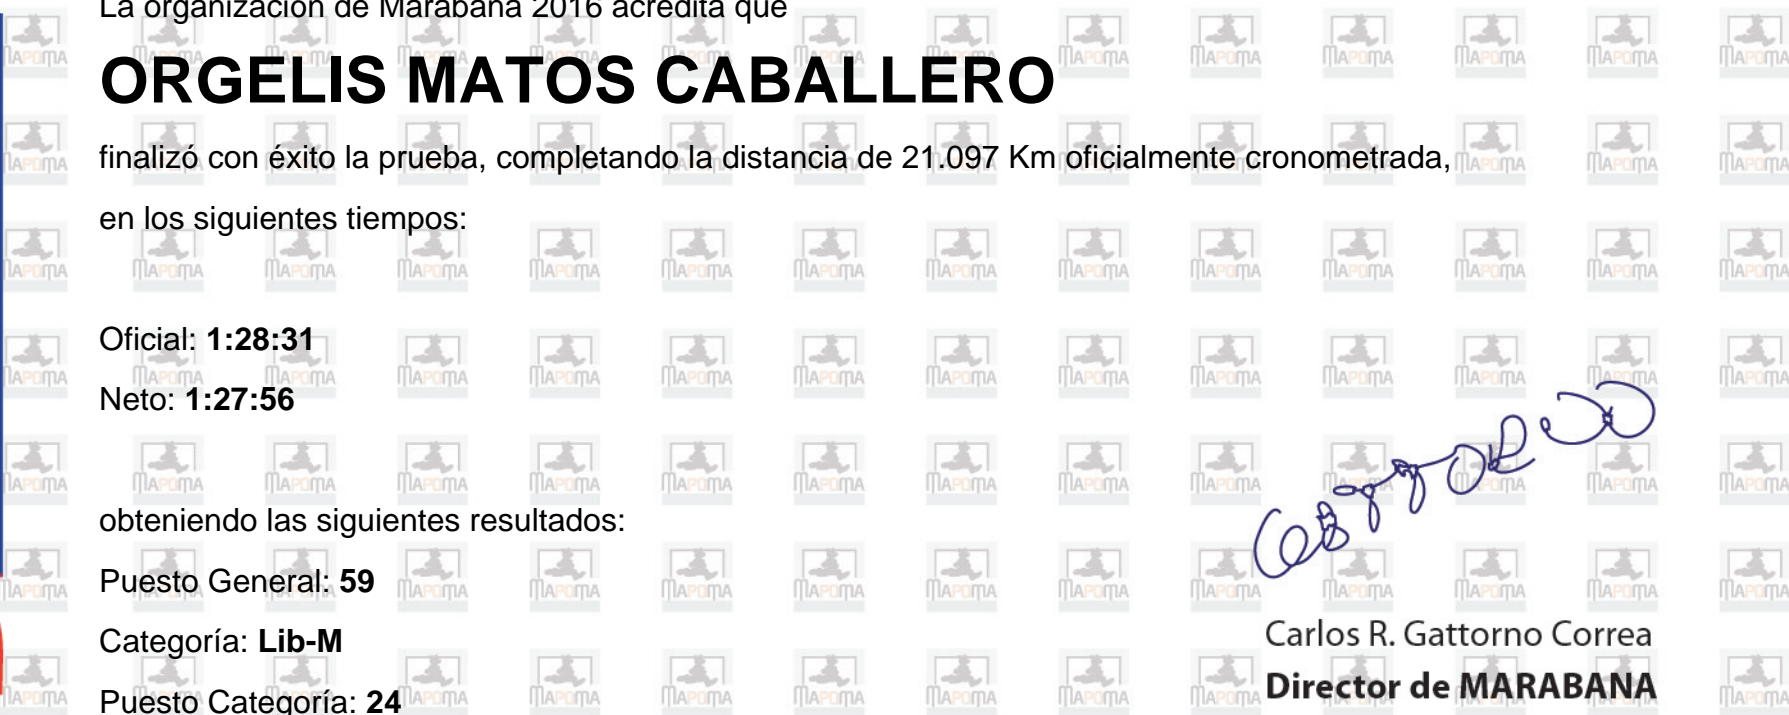 La organización de Marabana 2016 acredita que
ORGELIS MATOS CABALLERO
finalizó con éxito la prueba, completando la distancia de 21.097 Km oficialmente cronometrada,
en los siguientes tiempos:
Oficial: 1:28:31
Neto: 1:27:56
obteniendo las siguientes resultados:
Puesto General: 59
Categoría: Lib-M
Puesto Categoría: 24
Carlos R. Gattorno Correa
Director de MARABANA
MAPOMA